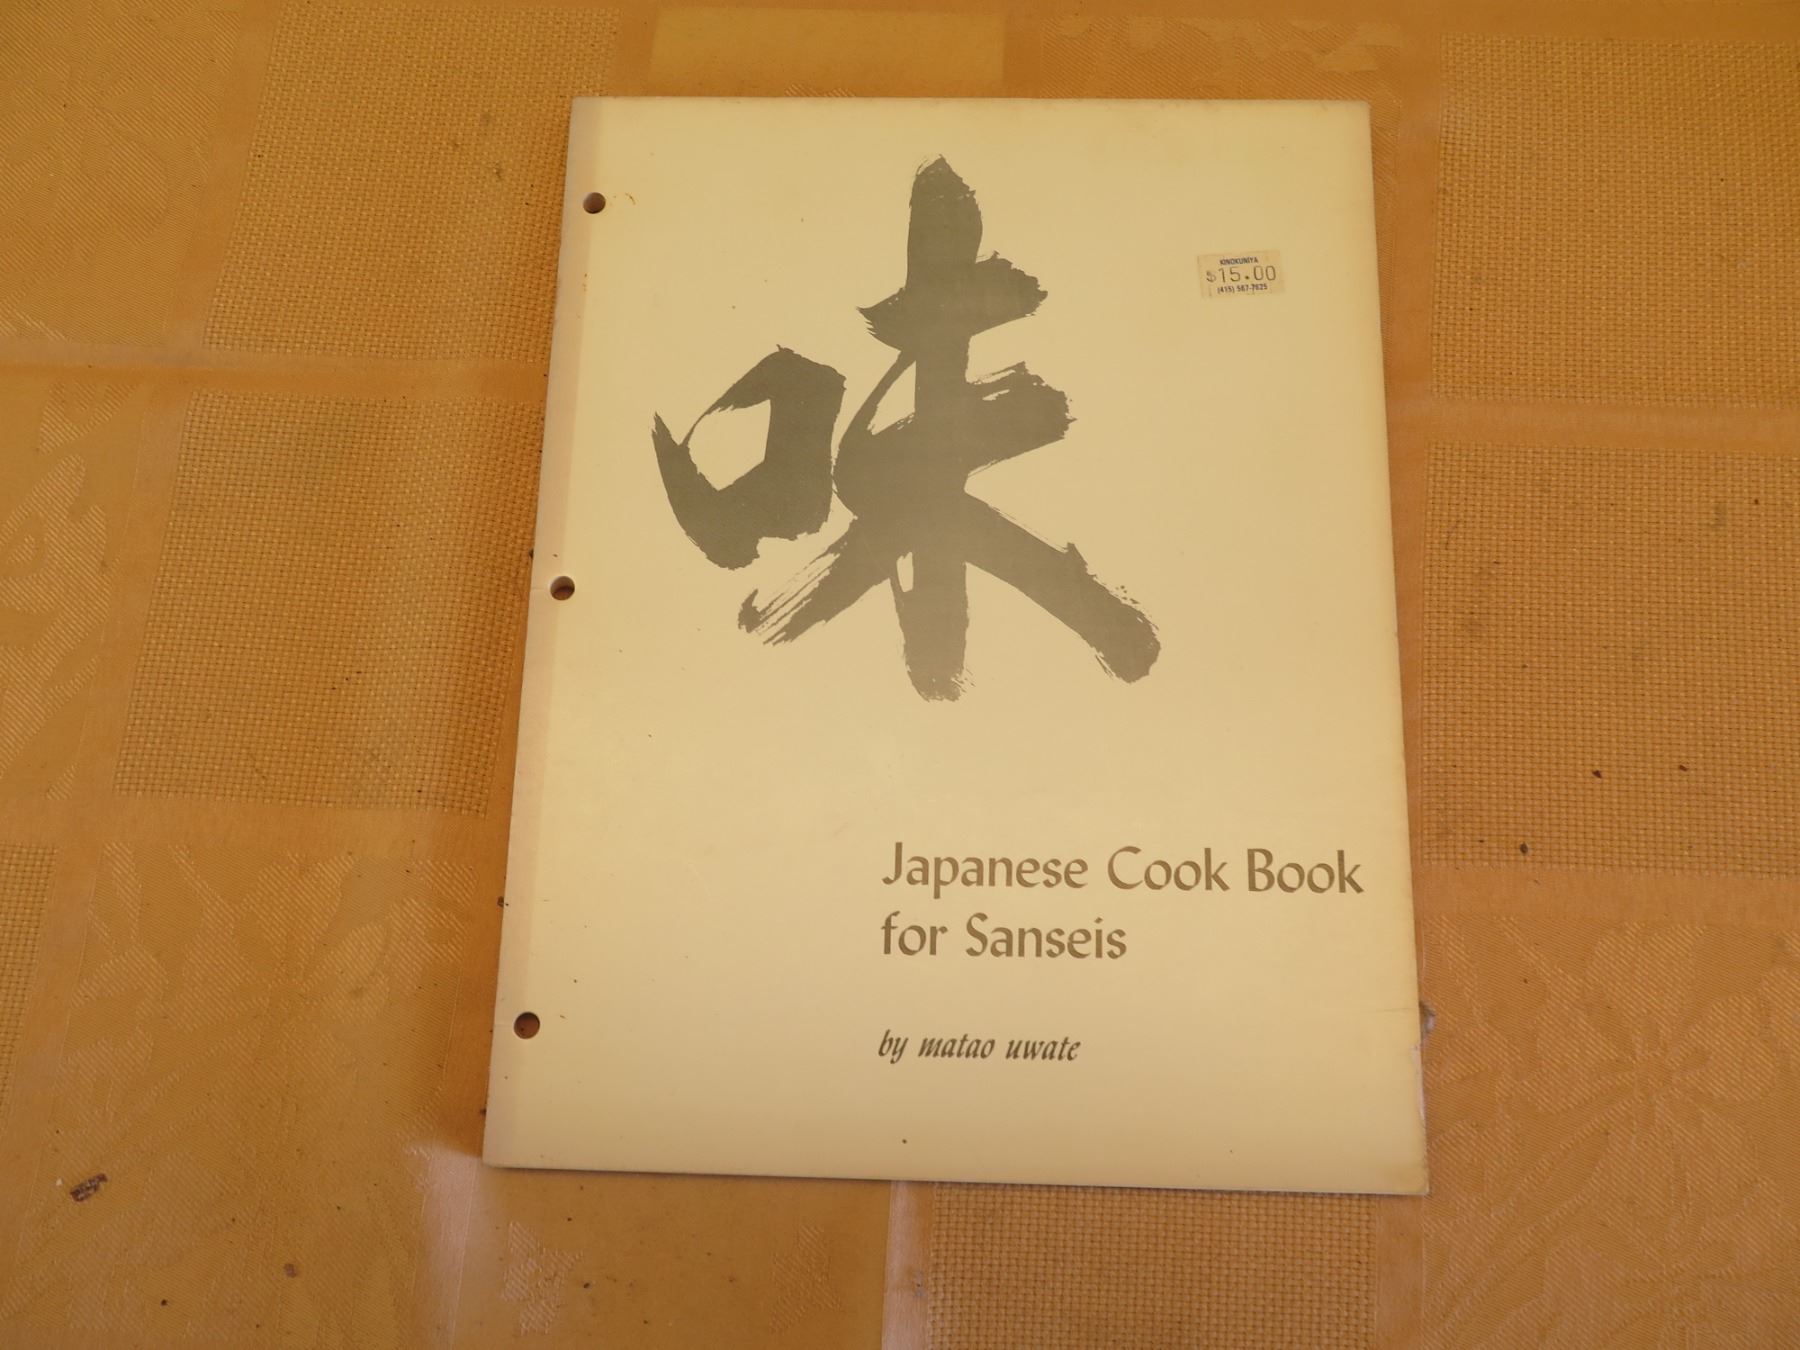 味
KINOKUNIYA
$15.00
(415) 567-7625
Japanese Cook Book
for Sanseis
by matao uwate